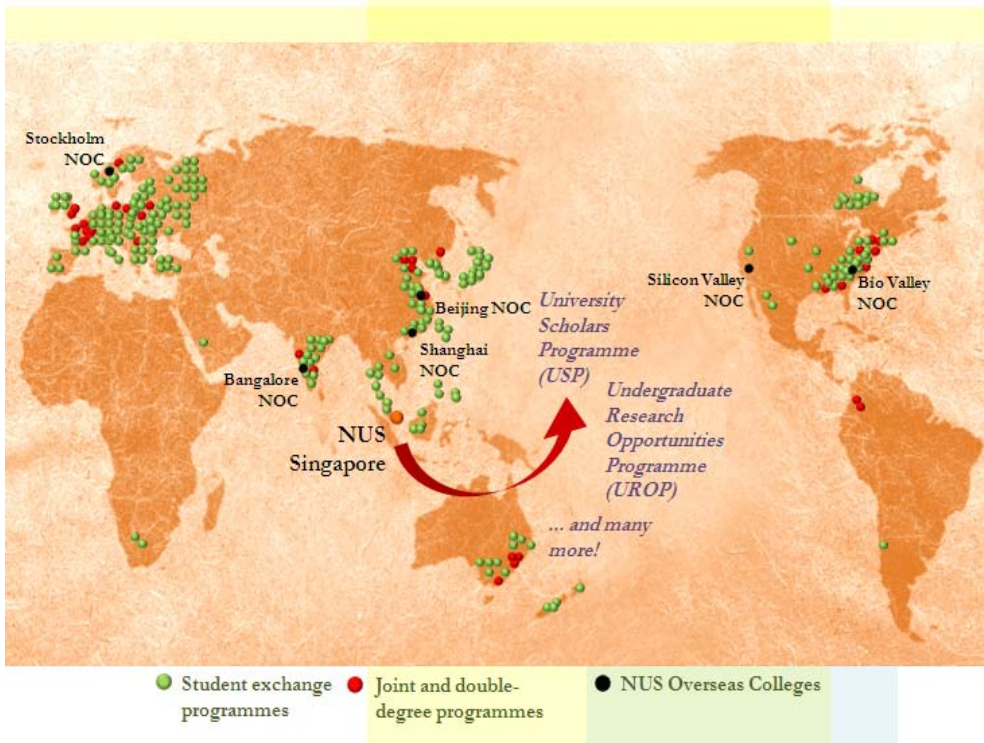 Stockholm
NOC
Silicon Valley
NOC
Bio Valley
NOC
Beijing NOC
Shanghai
NOC
Bangalore
NOC
NUS
Singapore
University
Scholars
Programme
(USP)
Undergraduate
Research
Opportunities
Programme
(UROP)
... and many
more!
Student exchange
programmes
Joint and double-
degree programmes
NUS Overseas Colleges